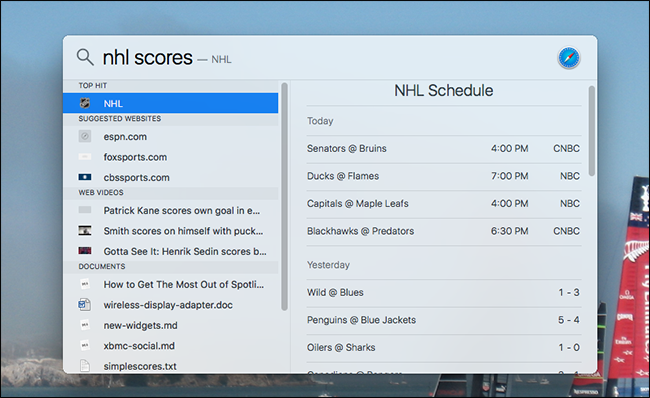 nhl scores — NHL
TOP HIT
NHL
SUGGESTED WEBSITES
espn.com
foxsports.com
cbssports.com
WEB VIDEOS
Patrick Kane scores own goal in e...
Smith scores on himself with puck...
Gotta See It: Henrik Sedin scores b...
DOCUMENTS
How to Get The Most Out of Spotli...
wireless-display-adapter.doc
new-widgets.md
xbmc-social.md
simplescores.txt
NHL Schedule
Today
Senators @ Bruins 4:00 PM CNBC
Ducks @ Flames 7:00 PM NBC
Capitals @ Maple Leafs 4:00 PM NBC
Blackhawks @ Predators 6:30 PM CNBC
Yesterday
Wild @ Blues 1 - 3
Penguins @ Blue Jackets 5 - 4
Oilers @ Sharks 1 - 0
Canadiens @ Rangers